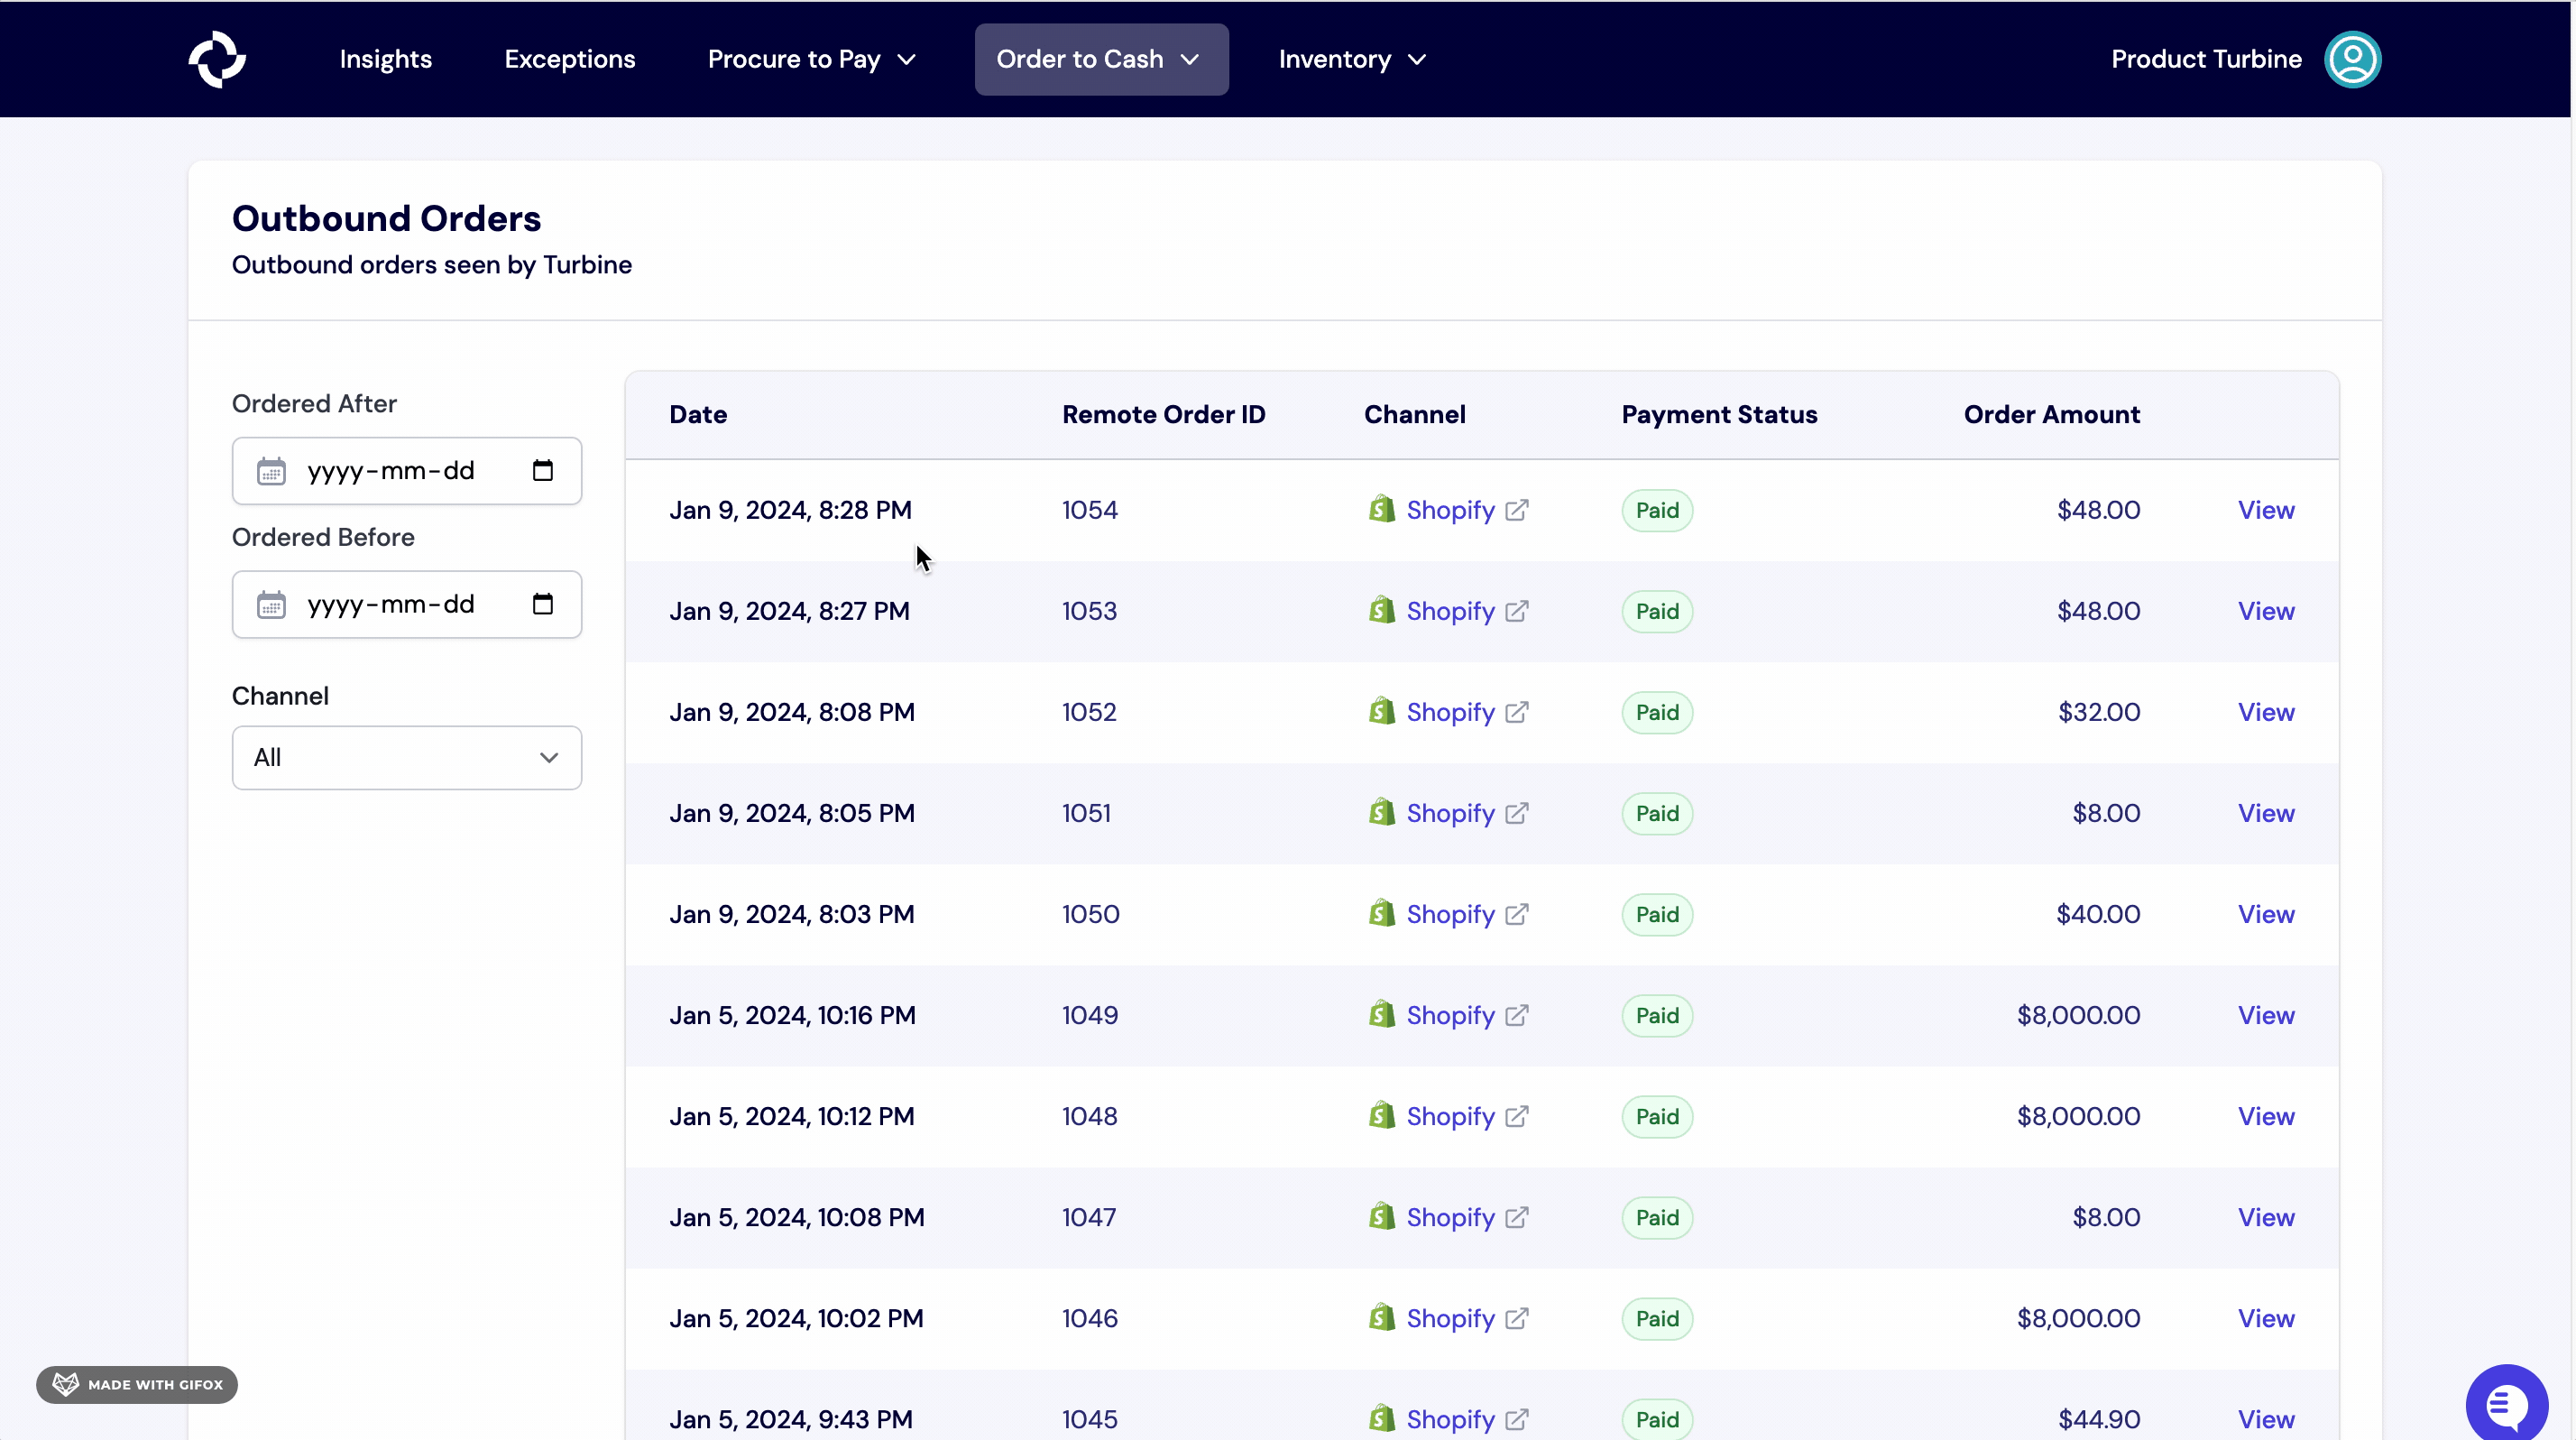 Insights Exceptions Procure to Pay Order to Cash Inventory Product Turbine
Outbound Orders
Outbound orders seen by Turbine
Ordered After
yyyy-mm-dd
Ordered Before
yyyy-mm-dd
Channel
All
Date Remote Order ID Channel Payment Status Order Amount
Jan 9, 2024, 8:28 PM 1054 Shopify Paid $48.00 View
Jan 9, 2024, 8:27 PM 1053 Shopify Paid $48.00 View
Jan 9, 2024, 8:08 PM 1052 Shopify Paid $32.00 View
Jan 9, 2024, 8:05 PM 1051 Shopify Paid $8.00 View
Jan 9, 2024, 8:03 PM 1050 Shopify Paid $40.00 View
Jan 5, 2024, 10:16 PM 1049 Shopify Paid $8,000.00 View
Jan 5, 2024, 10:12 PM 1048 Shopify Paid $8,000.00 View
Jan 5, 2024, 10:08 PM 1047 Shopify Paid $8.00 View
Jan 5, 2024, 10:02 PM 1046 Shopify Paid $8,000.00 View
Jan 5, 2024, 9:43 PM 1045 Shopify Paid $44.90 View
MADE WITH GIFOX